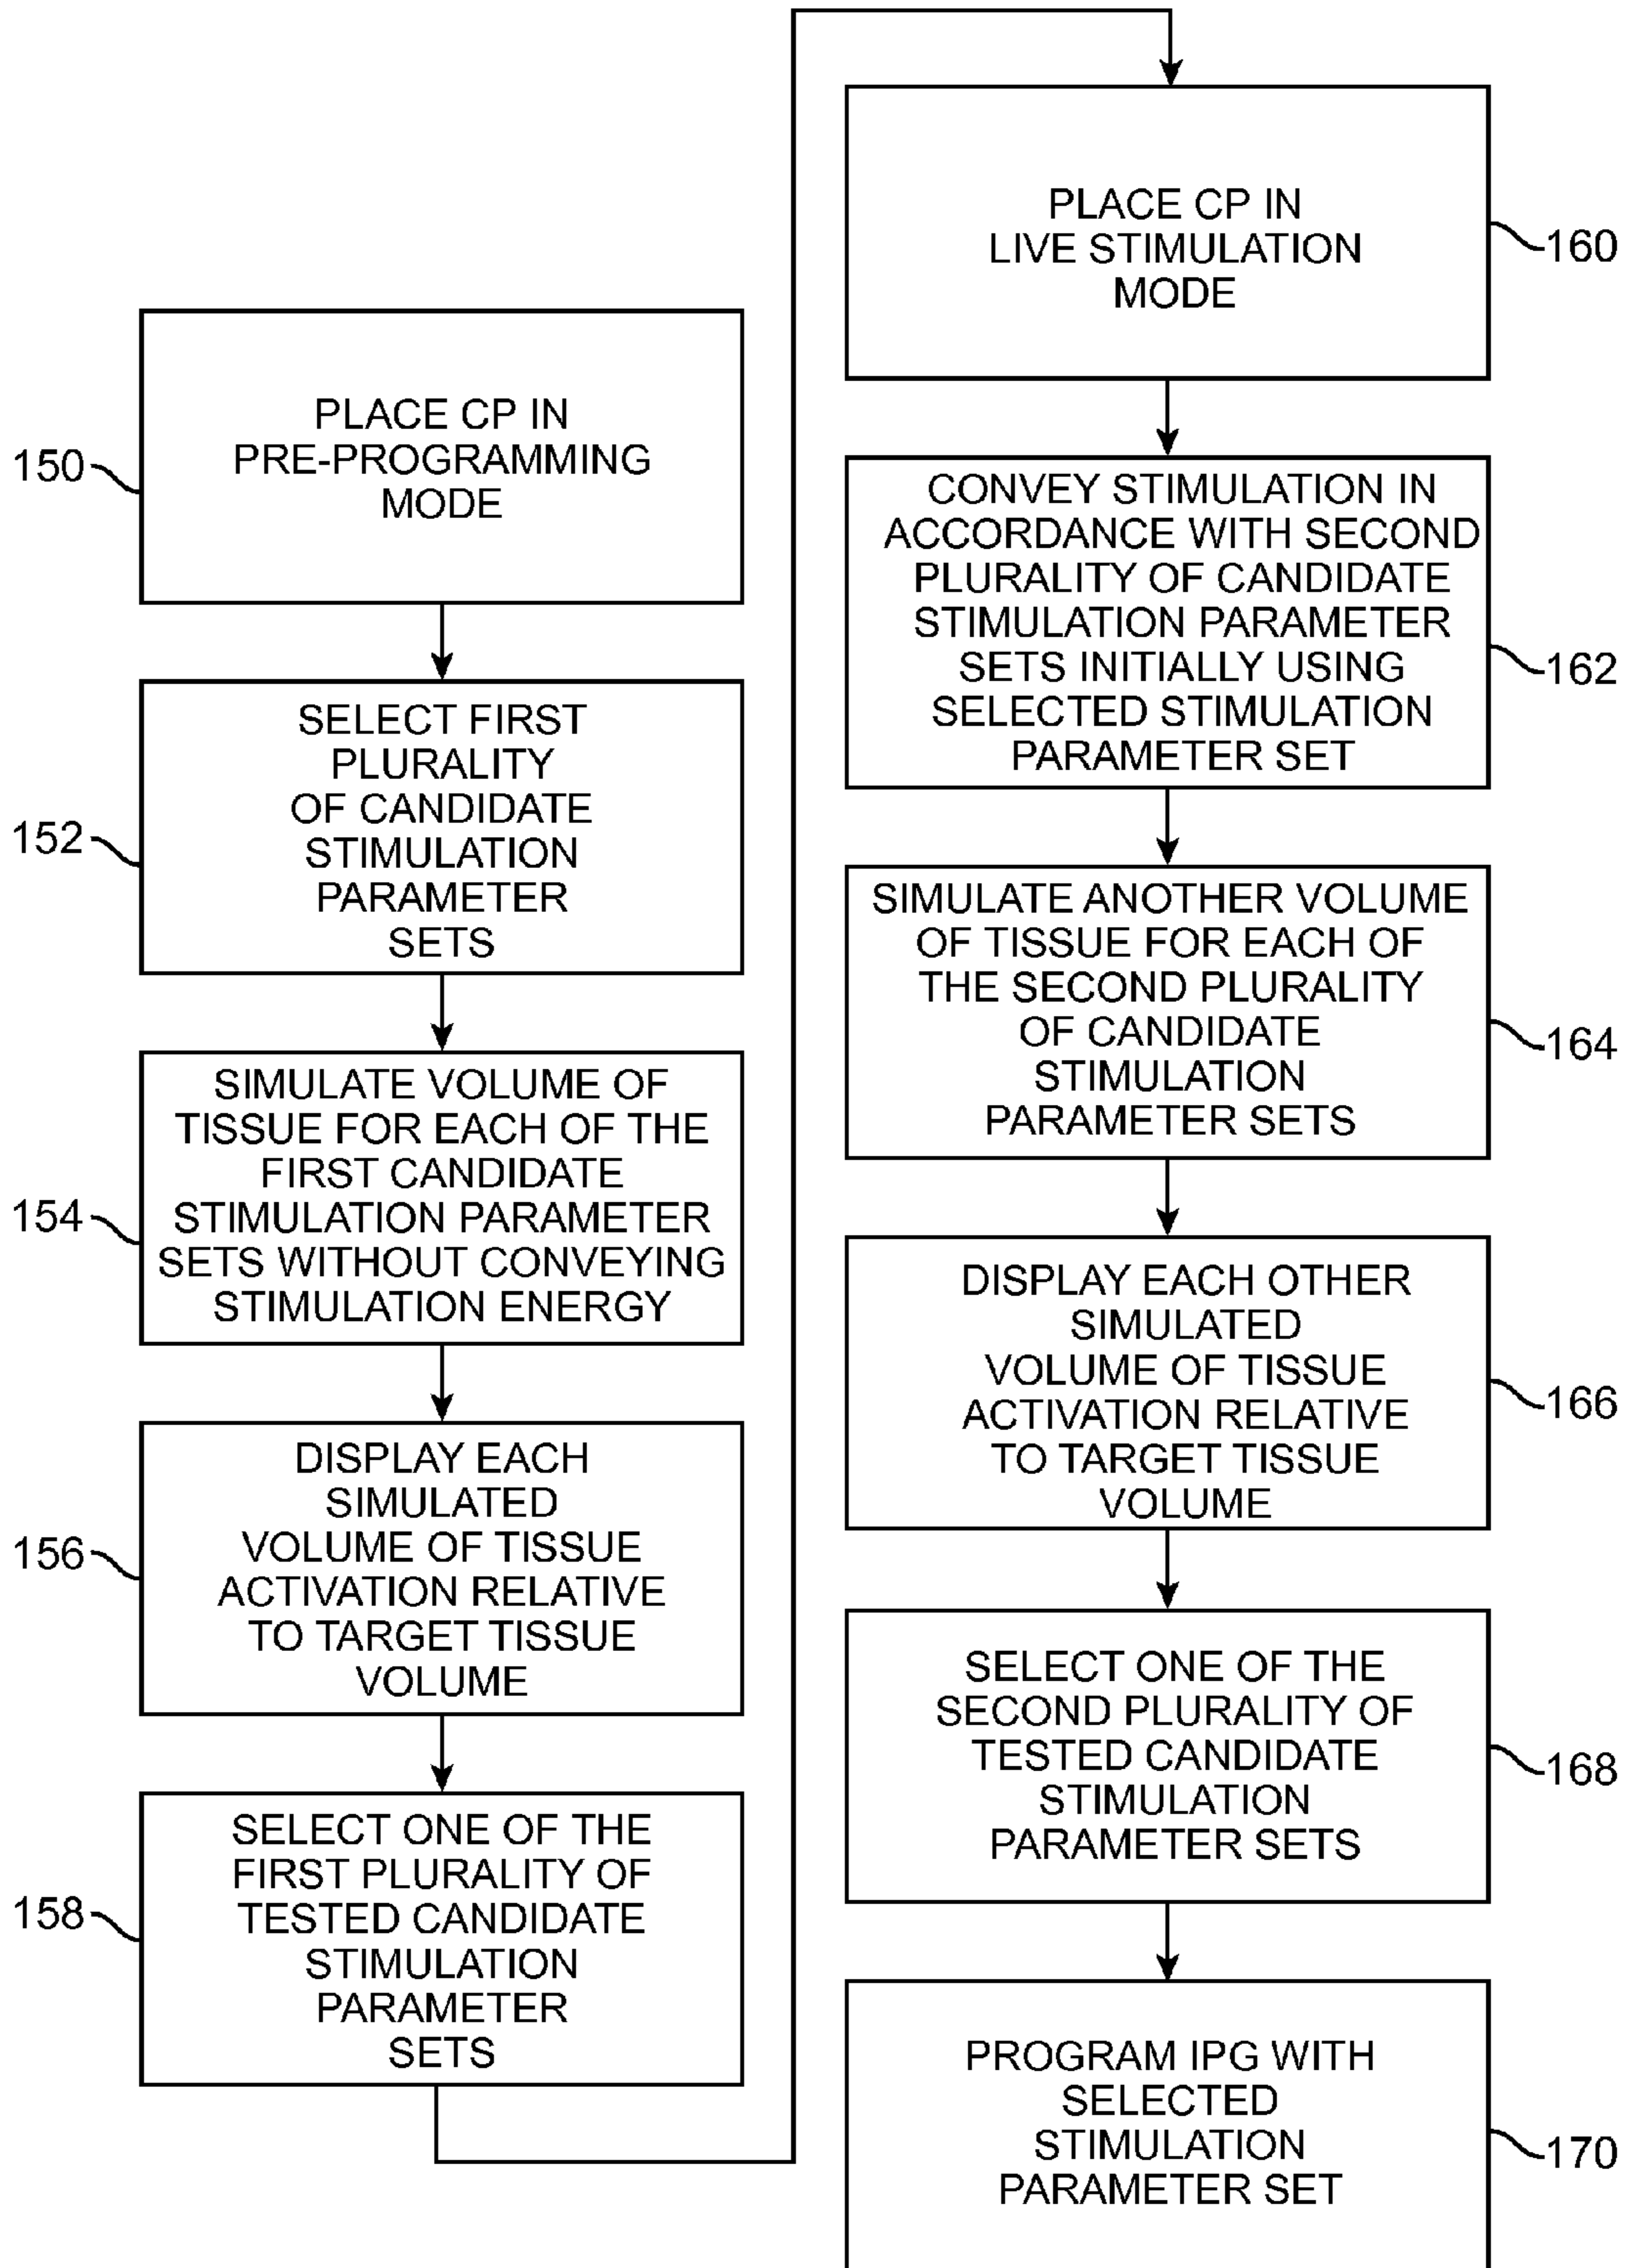 150
PLACE CP IN
PRE-PROGRAMMING
MODE
152
SELECT FIRST
PLURALITY
OF CANDIDATE
STIMULATION
PARAMETER
SETS
154
SIMULATE VOLUME OF
TISSUE FOR EACH OF THE
FIRST CANDIDATE
STIMULATION PARAMETER
SETS WITHOUT CONVEYING
STIMULATION ENERGY
156
DISPLAY EACH
SIMULATED
VOLUME OF TISSUE
ACTIVATION RELATIVE
TO TARGET TISSUE
VOLUME
158
SELECT ONE OF THE
FIRST PLURALITY OF
TESTED CANDIDATE
STIMULATION
PARAMETER
SETS
PLACE CP IN
LIVE STIMULATION
MODE
160
CONVEY STIMULATION IN
ACCORDANCE WITH SECOND
PLURALITY OF CANDIDATE
STIMULATION PARAMETER
SETS INITIALLY USING
SELECTED STIMULATION
PARAMETER SET
162
SIMULATE ANOTHER VOLUME
OF TISSUE FOR EACH OF
THE SECOND PLURALITY
OF CANDIDATE
STIMULATION
PARAMETER SETS
164
DISPLAY EACH OTHER
SIMULATED
VOLUME OF TISSUE
ACTIVATION RELATIVE
TO TARGET TISSUE
VOLUME
166
SELECT ONE OF THE
SECOND PLURALITY OF
TESTED CANDIDATE
STIMULATION
PARAMETER SETS
168
PROGRAM IPG WITH
SELECTED
STIMULATION
PARAMETER SET
170